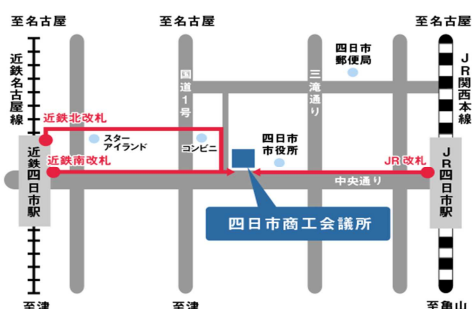 至名古屋
至名古屋
至名古屋
近鉄名古屋線
国道1号
三滝通り
四日市
郵便局
JR関西本線
近鉄北改札
スター
アイランド
コンビニ
四日市
市役所
近鉄南改札
JR改札
近鉄四日市駅
中央通り
JR四日市駅
四日市商工会議所
至津
至津
至亀山